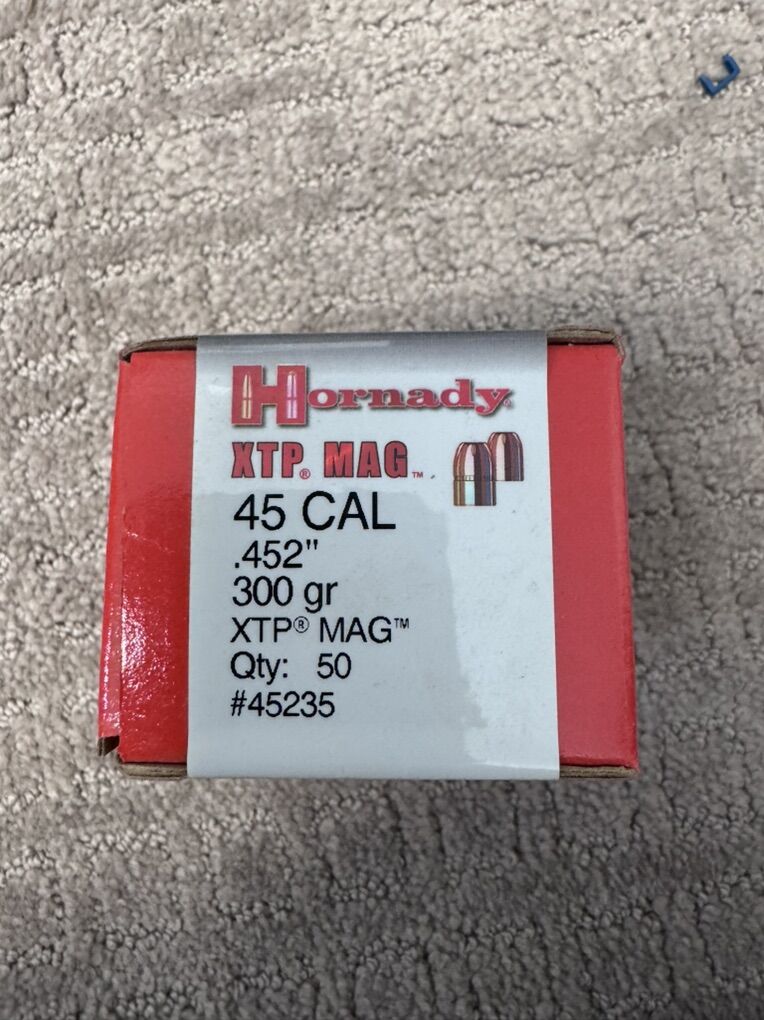 Hornady
XTP® MAG™
45 CAL
.452"
300 gr
XTP® MAG™
Qty: 50
#45235